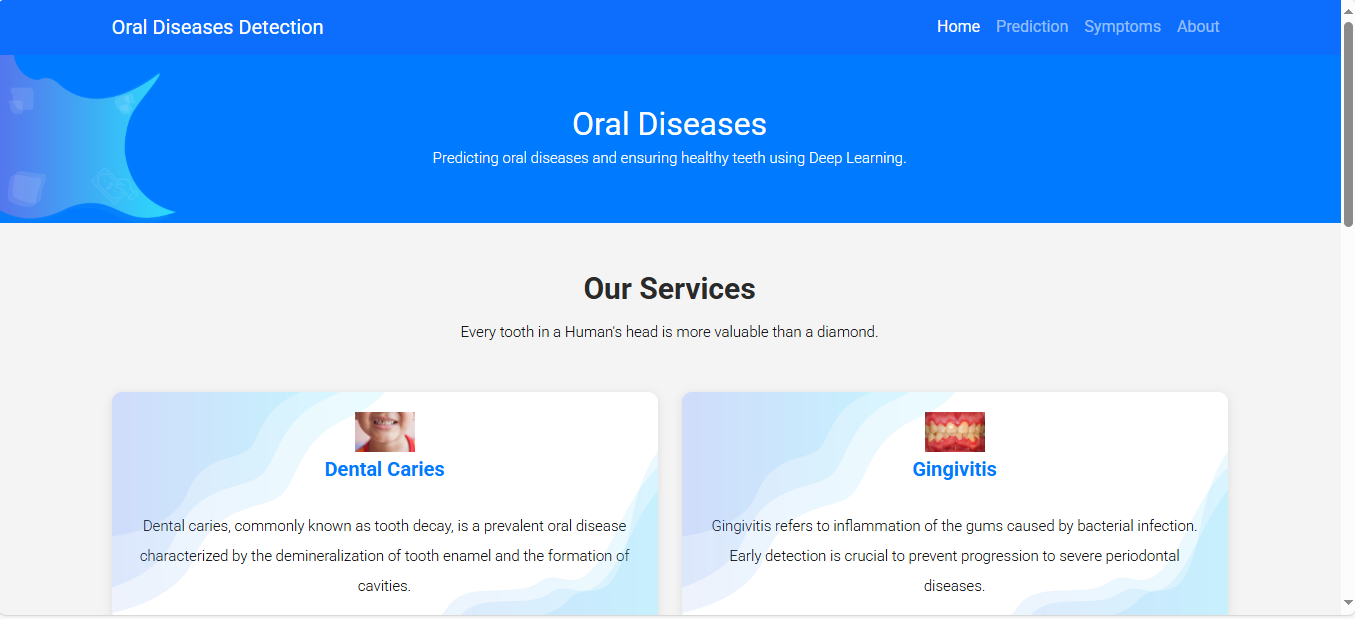 Oral Diseases Detection
Home Prediction Symptoms About
Oral Diseases
Predicting oral diseases and ensuring healthy teeth using Deep Learning.
Our Services
Every tooth in a Human's head is more valuable than a diamond.
Dental Caries
Dental caries, commonly known as tooth decay, is a prevalent oral disease
characterized by the demineralization of tooth enamel and the formation of
cavities.
Gingivitis
Gingivitis refers to inflammation of the gums caused by bacterial infection.
Early detection is crucial to prevent progression to severe periodontal
diseases.